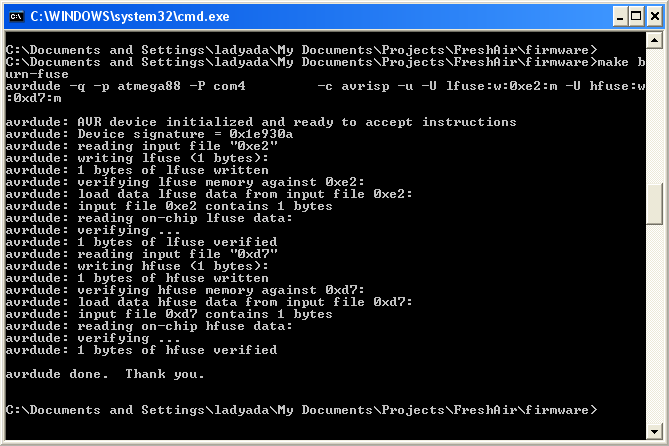 C:\WINDOWS\system32\cmd.exe
C:\Documents and Settings\ladyada\My Documents\Projects\FreshAir\firmware>
C:\Documents and Settings\ladyada\My Documents\Projects\FreshAir\firmware>make b
urn-fuse
avrdude -q -p atmega88 -P com4         -c avrisp -u -U lfuse:w:0xe2:m -U hfuse:w
:0xd7:m
avrdude: AVR device initialized and ready to accept instructions
avrdude: Device signature = 0x1e930a
avrdude: reading input file "0xe2"
avrdude: writing lfuse (1 bytes):
avrdude: 1 bytes of lfuse written
avrdude: verifying lfuse memory against 0xe2:
avrdude: load data lfuse data from input file 0xe2:
avrdude: input file 0xe2 contains 1 bytes
avrdude: reading on-chip lfuse data:
avrdude: verifying ...
avrdude: 1 bytes of lfuse verified
avrdude: reading input file "0xd7"
avrdude: writing hfuse (1 bytes):
avrdude: 1 bytes of hfuse written
avrdude: verifying hfuse memory against 0xd7:
avrdude: load data hfuse data from input file 0xd7:
avrdude: input file 0xd7 contains 1 bytes
avrdude: reading on-chip hfuse data:
avrdude: verifying ...
avrdude: 1 bytes of hfuse verified
avrdude done.  Thank you.
C:\Documents and Settings\ladyada\My Documents\Projects\FreshAir\firmware>